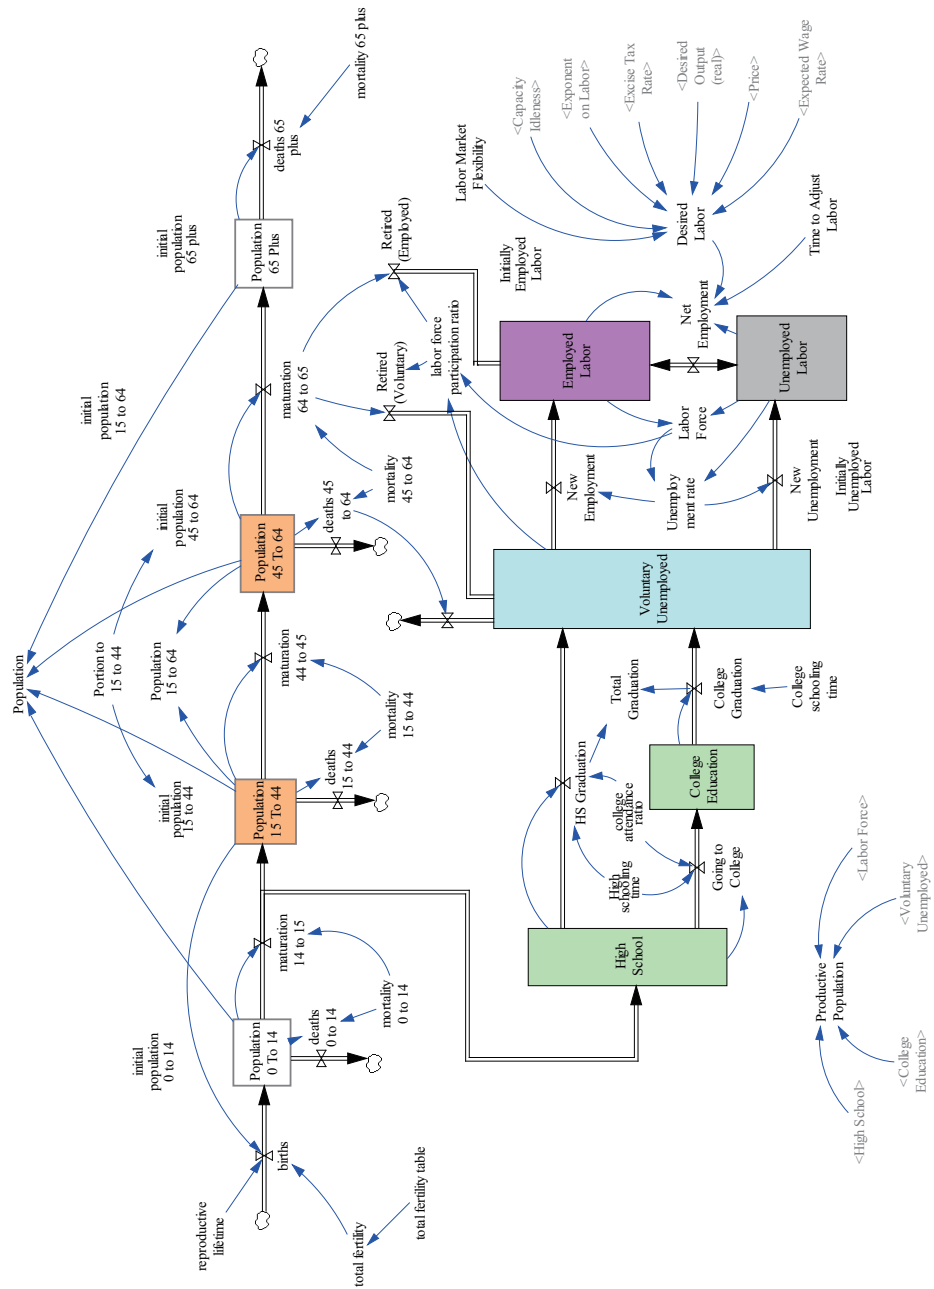 Population
initial
population
0 to 14
initial
population
15 to 44
Portion to
15 to 44
Population
15 to 64
initial
population
45 to 64
initial
population
15 to 64
initial
population
65 plus
reproductive
lifetime
births
total fertility
total fertility table
Population
0 To 14
deaths
0 to 14
mortality
0 to 14
maturation
14 to 15
Population
15 To 44
deaths
15 to 44
mortality
15 to 44
maturation
44 to 45
Population
45 To 64
deaths 45
to 64
mortality
45 to 64
maturation
64 to 65
Population
65 Plus
deaths 65
plus
mortality 65 plus
Retired
(Voluntary)
Retired
(Employed)
labor force
participation ratio
High
School
High
schooling
time
HS Graduation
college
attendance
ratio
Going to
College
College
Education
Total
Graduation
College
Graduation
College
schooling
time
Voluntary
Unemployed
New
Employment
Unemploy
ment rate
New
Unemployment
Initially
Unemployed
Labor
Labor
Force
Employed
Labor
Initially
Employed
Labor
Unemployed
Labor
Net
Employment
Time to Adjust
Labor
Desired
Labor
Labor Market
Flexibility
<Capacity
Idleness>
<Exponent
on Labor>
<Excise Tax
Rate>
<Desired
Output
(real)>
<Price>
<Expected Wage
Rate>
Productive
Population
<High School>
<College
Education>
<Voluntary
Unemployed>
<Labor Force>